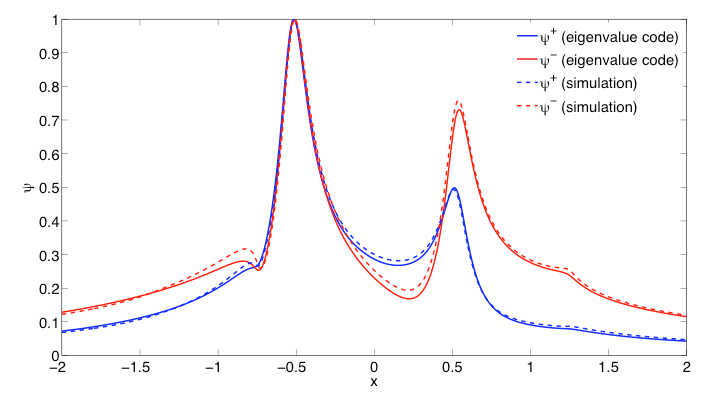 ψ⁺ (eigenvalue code)
ψ⁻ (eigenvalue code)
ψ⁺ (simulation)
ψ⁻ (simulation)
1
0.9
0.8
0.7
0.6
0.5
0.4
0.3
0.2
0.1
0
ψ
−2 −1.5 −1 −0.5 0 0.5 1 1.5 2
x